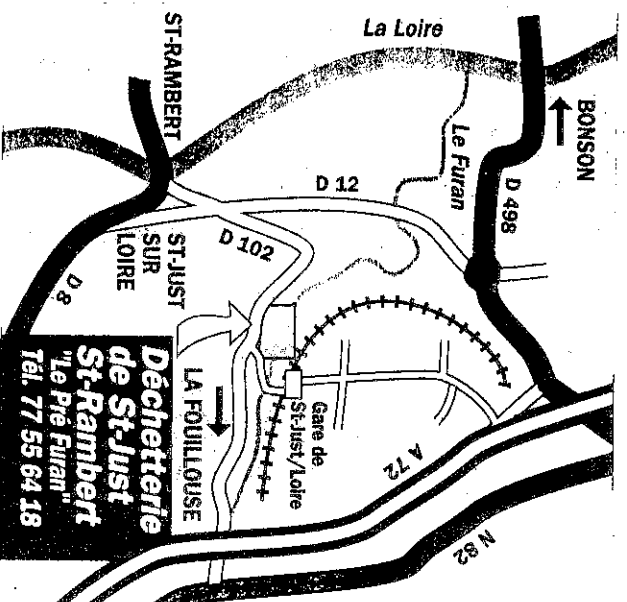 La Loire
BONSON
ST-RAMBERT
Le Furan
D 12
D 498
D 102
ST-JUST
SUR
LOIRE
D 8
LA FOUILLOUSE
Gare de
St-Just/Loire
A 72
N 82
Déchetterie
de St-Just
St-Rambert
"Le Pré Furan"
Tél. 77 55 64 18